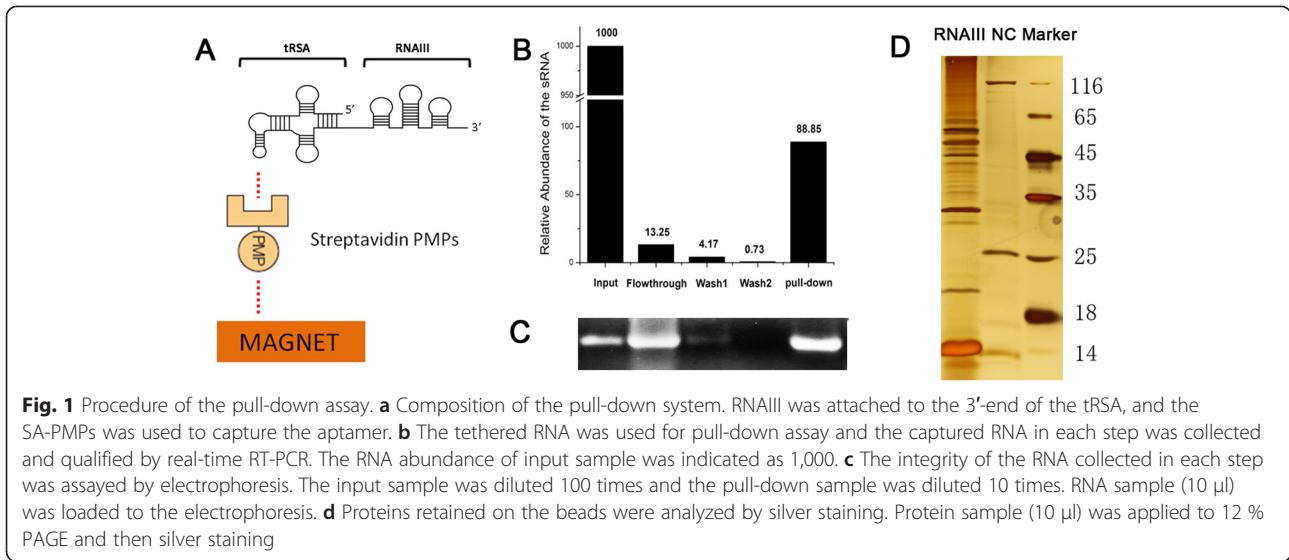 A
tRSA
RNAIII
5'
3'
PMP
Streptavidin PMPs
MAGNET
B
Relative Abundance of the sRNA
1000
950
100
75
50
25
0
1000
13.25
4.17
0.73
88.85
Input Flowthrough Wash1 Wash2 pull-down
C
D
RNAIII NC Marker
116
65
45
35
25
18
14
Fig. 1 Procedure of the pull-down assay. a Composition of the pull-down system. RNAIII was attached to the 3′-end of the tRSA, and the
SA-PMPs was used to capture the aptamer. b The tethered RNA was used for pull-down assay and the captured RNA in each step was collected
and qualified by real-time RT-PCR. The RNA abundance of input sample was indicated as 1,000. c The integrity of the RNA collected in each step
was assayed by electrophoresis. The input sample was diluted 100 times and the pull-down sample was diluted 10 times. RNA sample (10 μl)
was loaded to the electrophoresis. d Proteins retained on the beads were analyzed by silver staining. Protein sample (10 μl) was applied to 12 %
PAGE and then silver staining